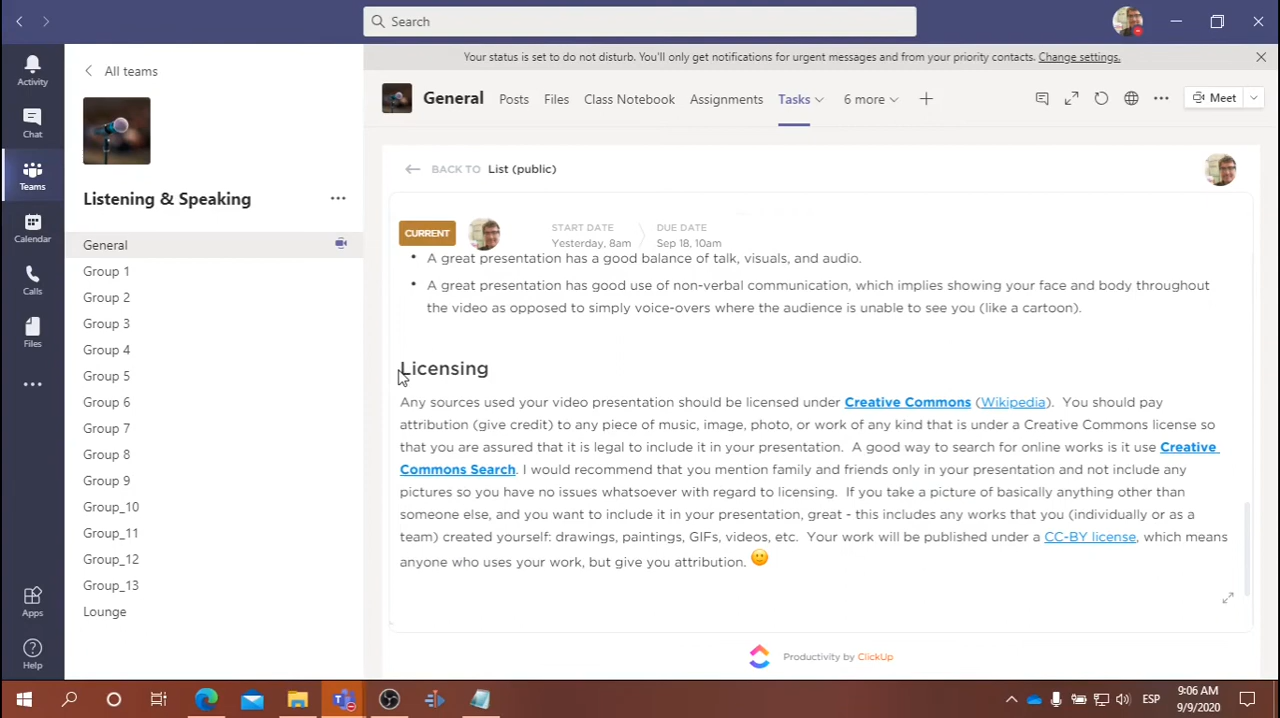 Search
Your status is set to do not disturb. You'll only get notifications for urgent messages and from your priority contacts. Change settings.
Activity
Chat
Teams
Calendar
Calls
Files
Apps
Help
All teams
Listening & Speaking
General
Group 1
Group 2
Group 3
Group 4
Group 5
Group 6
Group 7
Group 8
Group 9
Group_10
Group_11
Group_12
Group_13
Lounge
General Posts Files Class Notebook Assignments Tasks 6 more Meet
BACK TO List (public)
CURRENT
START DATE
Yesterday, 8am
DUE DATE
Sep 18, 10am
• A great presentation has a good balance of talk, visuals, and audio.
• A great presentation has good use of non-verbal communication, which implies showing your face and body throughout
the video as opposed to simply voice-overs where the audience is unable to see you (like a cartoon).
Licensing
Any sources used your video presentation should be licensed under Creative Commons (Wikipedia). You should pay
attribution (give credit) to any piece of music, image, photo, or work of any kind that is under a Creative Commons license so
that you are assured that it is legal to include it in your presentation. A good way to search for online works is it use Creative
Commons Search. I would recommend that you mention family and friends only in your presentation and not include any
pictures so you have no issues whatsoever with regard to licensing. If you take a picture of basically anything other than
someone else, and you want to include it in your presentation, great - this includes any works that you (individually or as a
team) created yourself: drawings, paintings, GIFs, videos, etc. Your work will be published under a CC-BY license, which means
anyone who uses your work, but give you attribution. 🙂
Productivity by ClickUp
ESP
9:06 AM
9/9/2020